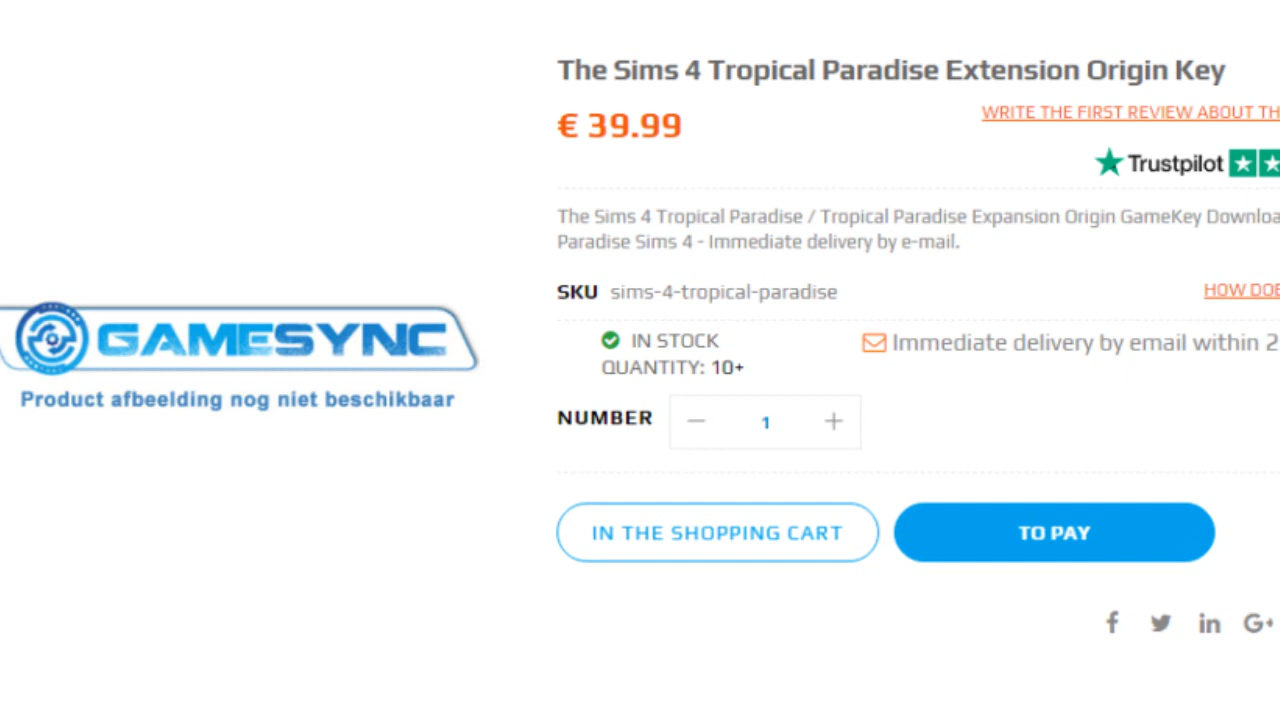 The Sims 4 Tropical Paradise Extension Origin Key
€ 39.99
WRITE THE FIRST REVIEW ABOUT TH
Trustpilot
The Sims 4 Tropical Paradise / Tropical Paradise Expansion Origin GameKey Downloa
Paradise Sims 4 - Immediate delivery by e-mail.
SKU sims-4-tropical-paradise
HOW DOE
GAMESYNC
Product afbeelding nog niet beschikbaar
IN STOCK
QUANTITY: 10+
Immediate delivery by email within 2
NUMBER − 1 +
IN THE SHOPPING CART
TO PAY
f in G+